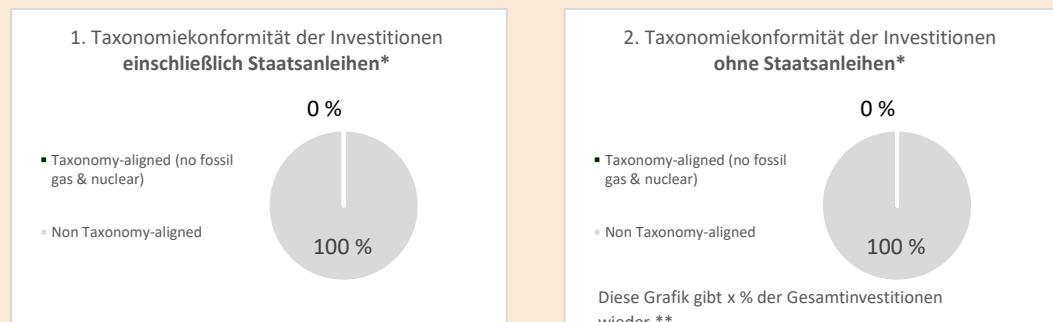 1. Taxonomiekonformität der Investitionen
einschließlich Staatsanleihen*
0 %
Taxonomy-aligned (no fossil
gas & nuclear)
Non Taxonomy-aligned
100 %
2. Taxonomiekonformität der Investitionen
ohne Staatsanleihen*
0 %
Taxonomy-aligned (no fossil
gas & nuclear)
Non Taxonomy-aligned
100 %
Diese Grafik gibt x % der Gesamtinvestitionen
wieder.**